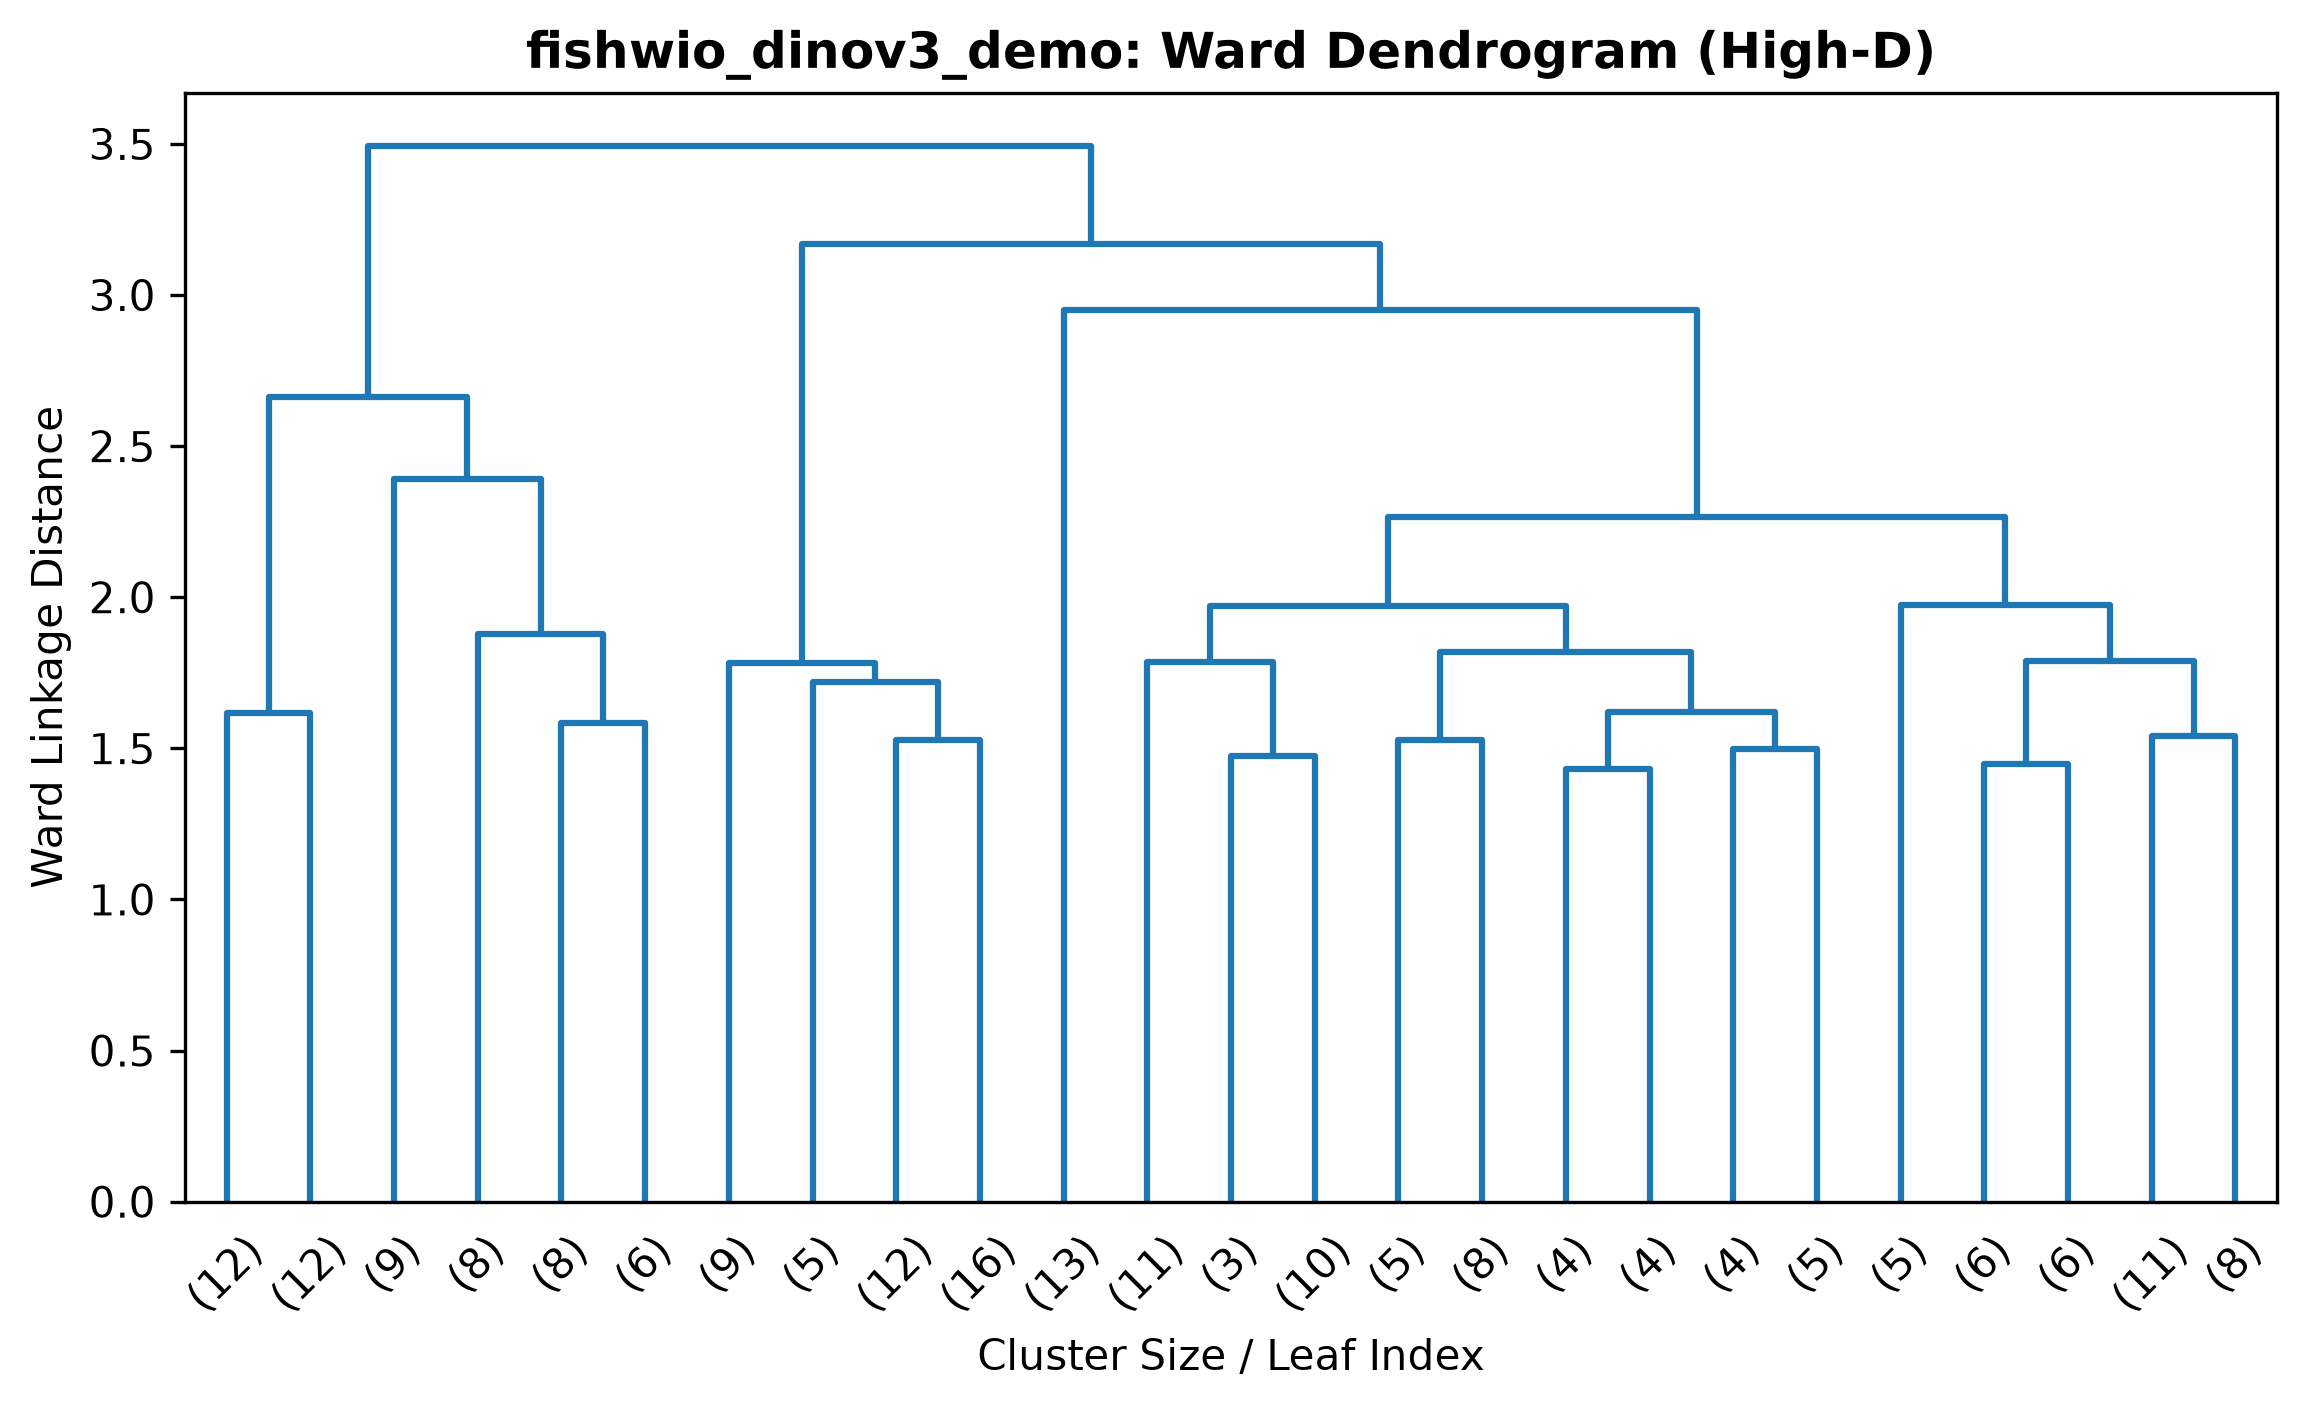 fishwio_dinov3_demo: Ward Dendrogram (High-D)
3.5
3.0
2.5
2.0
1.5
1.0
0.5
0.0
Ward Linkage Distance
(12) (12) (9) (8) (8) (6) (9) (5) (12) (16) (13) (11) (3) (10) (5) (8) (4) (4) (4) (5) (5) (6) (6) (11) (8)
Cluster Size / Leaf Index